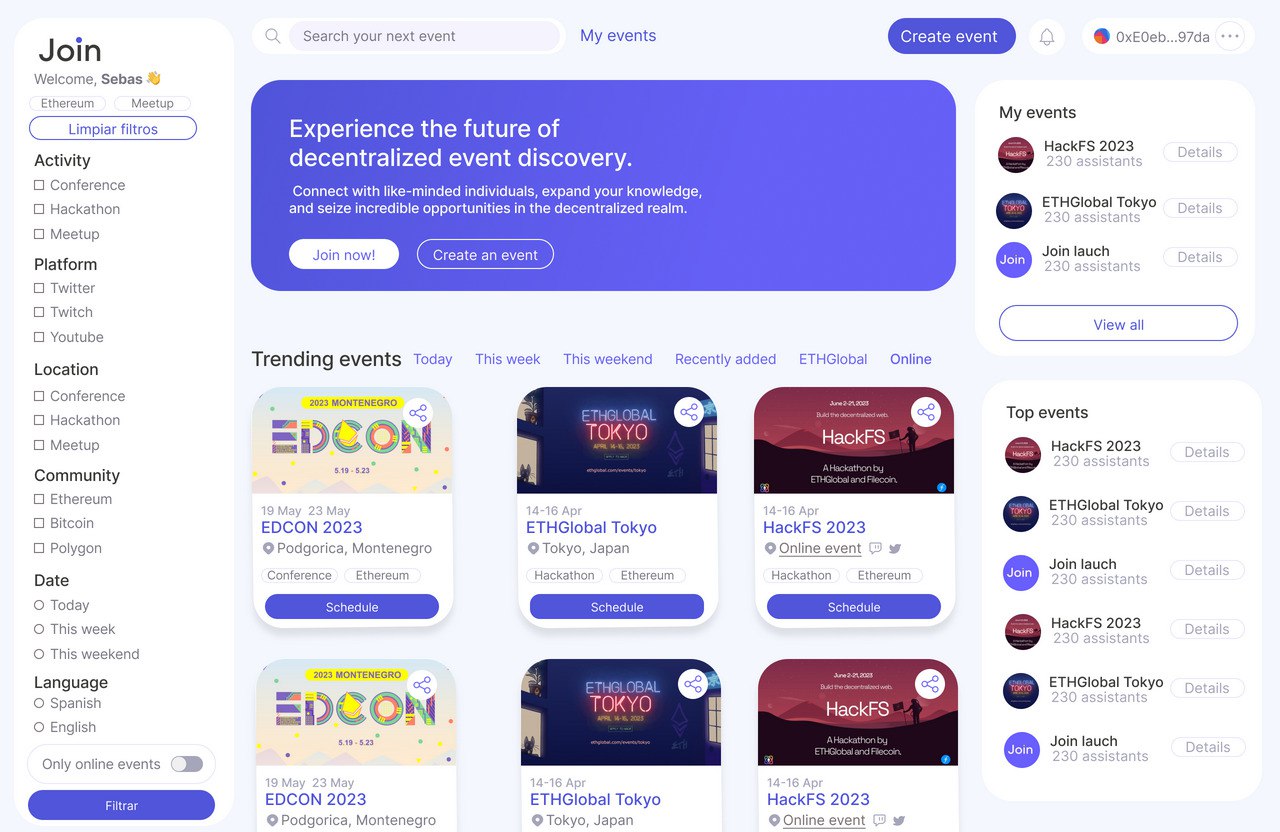 Join
Welcome, Sebas 👋
Ethereum Meetup
Limpiar filtros
Activity
Conference
Hackathon
Meetup
Platform
Twitter
Twitch
Youtube
Location
Conference
Hackathon
Meetup
Community
Ethereum
Bitcoin
Polygon
Date
Today
This week
This weekend
Language
Spanish
English
Only online events
Filtrar
Search your next event
My events
Create event
0xE0eb...97da
Experience the future of
decentralized event discovery.
Connect with like-minded individuals, expand your knowledge,
and seize incredible opportunities in the decentralized realm.
Join now! Create an event
Trending events
Today This week This weekend Recently added ETHGlobal Online
2023 MONTENEGRO
EDCON
5.19 - 5.23
19 May 23 May
EDCON 2023
Podgorica, Montenegro
Conference Ethereum
Schedule
ETHGLOBAL
TOKYO
APRIL 14-16, 2023
ethglobal.com/events/tokyo
ETH
14-16 Apr
ETHGlobal Tokyo
Tokyo, Japan
Hackathon Ethereum
Schedule
June 2-21, 2023
Build the decentralized web.
HackFS
A Hackathon by
ETHGlobal and Filecoin.
14-16 Apr
HackFS 2023
Online event
Hackathon Ethereum
Schedule
2023 MONTENEGRO
EDCON
5.19 - 5.23
19 May 23 May
EDCON 2023
Podgorica, Montenegro
ETHGLOBAL
TOKYO
APRIL 14-16, 2023
ethglobal.com/events/tokyo
ETH
14-16 Apr
ETHGlobal Tokyo
Tokyo, Japan
June 2-21, 2023
Build the decentralized web.
HackFS
A Hackathon by
ETHGlobal and Filecoin.
14-16 Apr
HackFS 2023
Online event
My events
HackFS
HackFS 2023
230 assistants
Details
ETHGLOBAL
TOKYO
ETHGlobal Tokyo
230 assistants
Details
Join
Join lauch
230 assistants
Details
View all
Top events
HackFS
HackFS 2023
230 assistants
Details
ETHGLOBAL
TOKYO
ETHGlobal Tokyo
230 assistants
Details
Join
Join lauch
230 assistants
Details
HackFS
HackFS 2023
230 assistants
Details
ETHGLOBAL
TOKYO
ETHGlobal Tokyo
230 assistants
Details
Join
Join lauch
230 assistants
Details